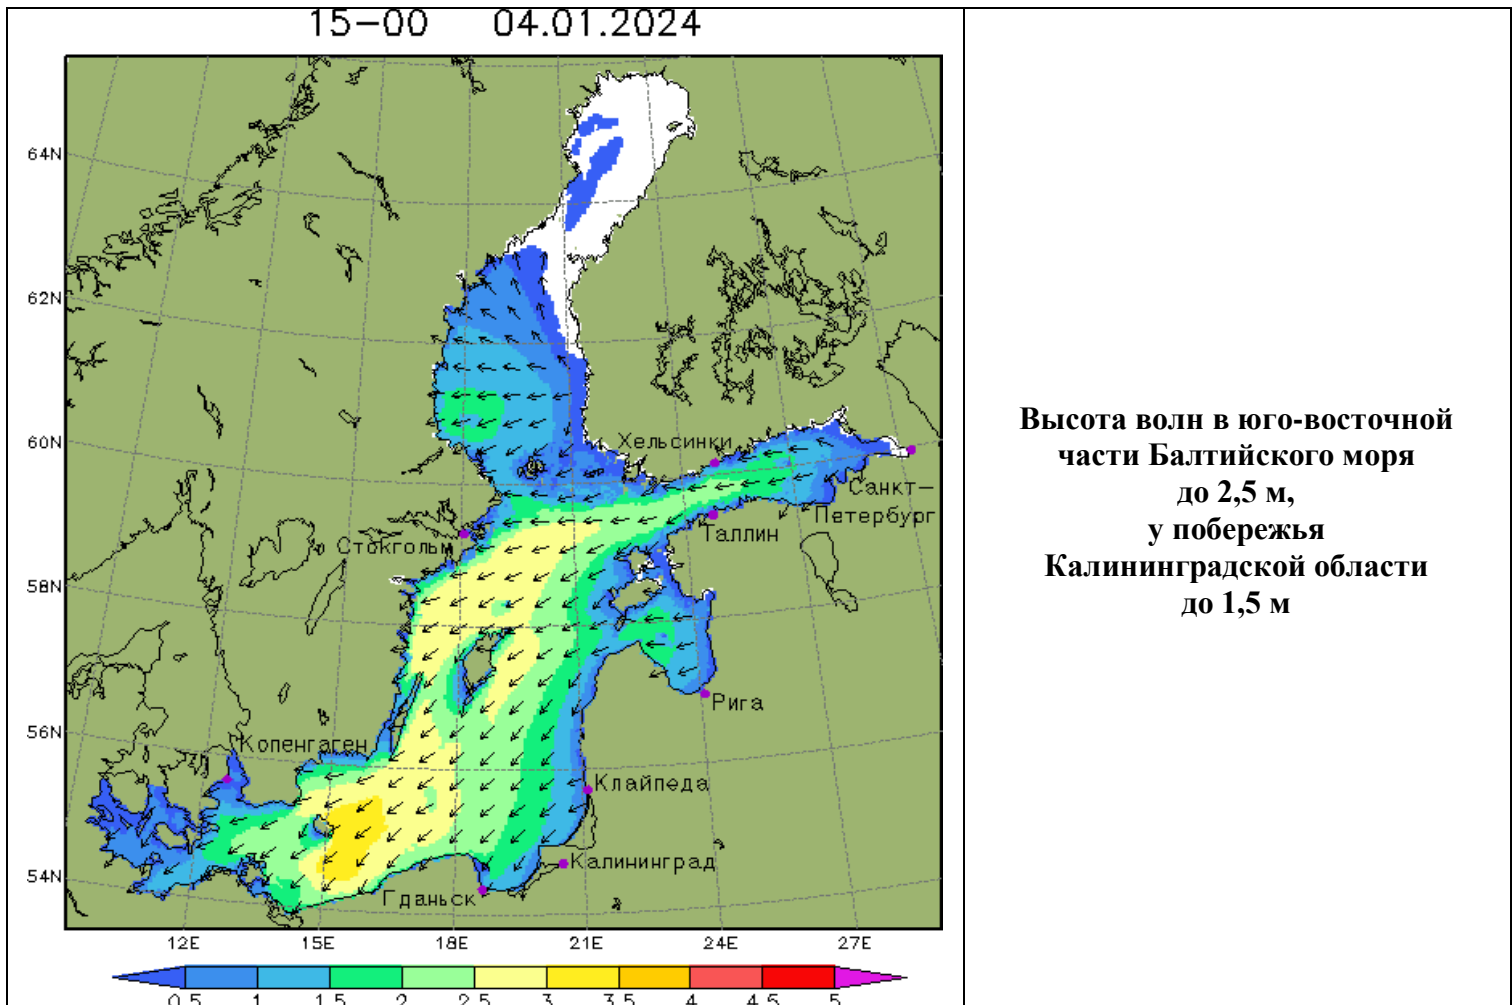 15-00 04.01.2024
64N
62N
60N
58N
56N
54N
Хельсинки
Санкт-
Петербург
Таллин
Стокгольм
Рига
Копенгаген
Клайпеда
Калининград
Гданьск
12E 15E 18E 21E 24E 27E
0.5 1 1.5 2 2.5 3 3.5 4 4.5 5
Высота волн в юго-восточной
части Балтийского моря
до 2,5 м,
у побережья
Калининградской области
до 1,5 м